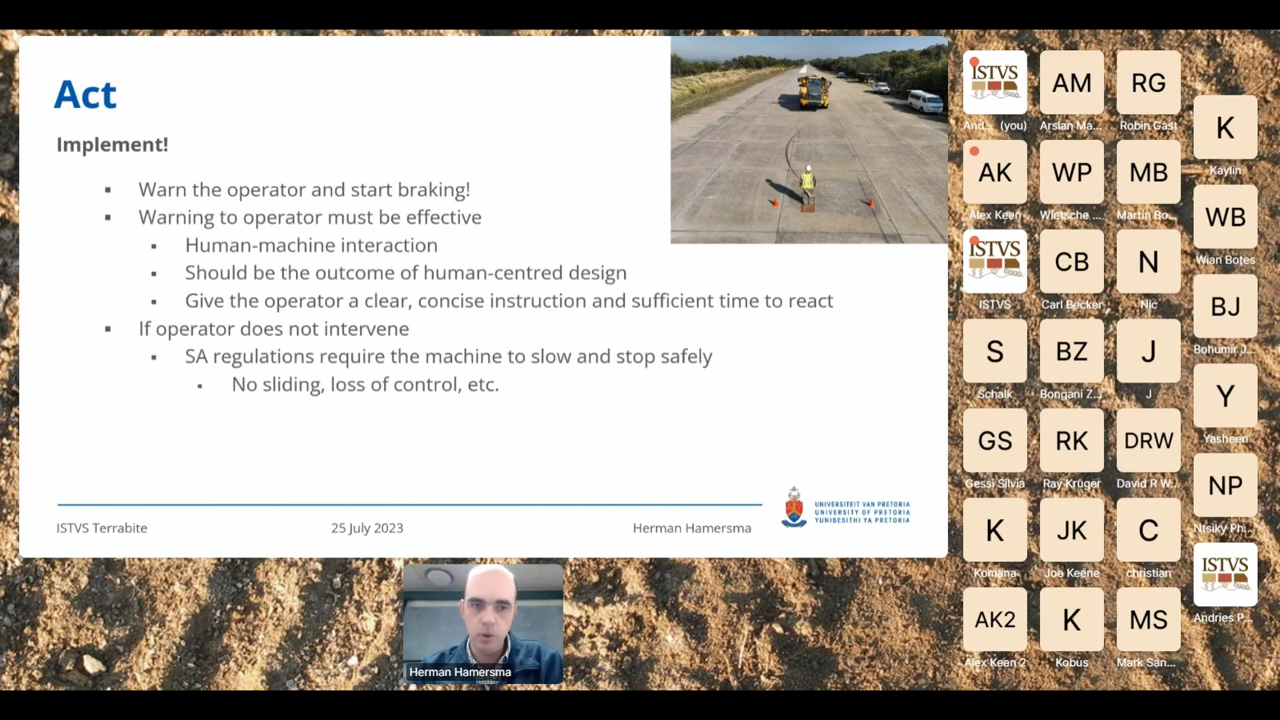 Act
Implement!
Warn the operator and start braking!
Warning to operator must be effective
Human-machine interaction
Should be the outcome of human-centred design
Give the operator a clear, concise instruction and sufficient time to react
If operator does not intervene
SA regulations require the machine to slow and stop safely
No sliding, loss of control, etc.
UNIVERSITEIT VAN PRETORIA
UNIVERSITY OF PRETORIA
YUNIBESITHI YA PRETORIA
ISTVS Terrabite
25 July 2023
Herman Hamersma
Herman Hamersma
ISTVS
And... (you)
AM
Arslan Ma...
RG
Robin Gast
K
Kaylin
AK
Alex Keen
WP
Wietsche ...
MB
Martin Bo...
WB
Wian Botes
ISTVS
ISTVS
CB
Carl Becker
N
Nic
BJ
Bohumir J...
S
Schalk
BZ
Bongani Z...
J
J
Y
Yasheen
GS
Gessi Silvia
RK
Ray Krüger
DRW
David R W...
NP
Ntsiky Ph...
K
Komana
JK
Joe Keene
C
christian
ISTVS
Andries P...
AK2
Alex Keen 2
K
Kobus
MS
Mark San...